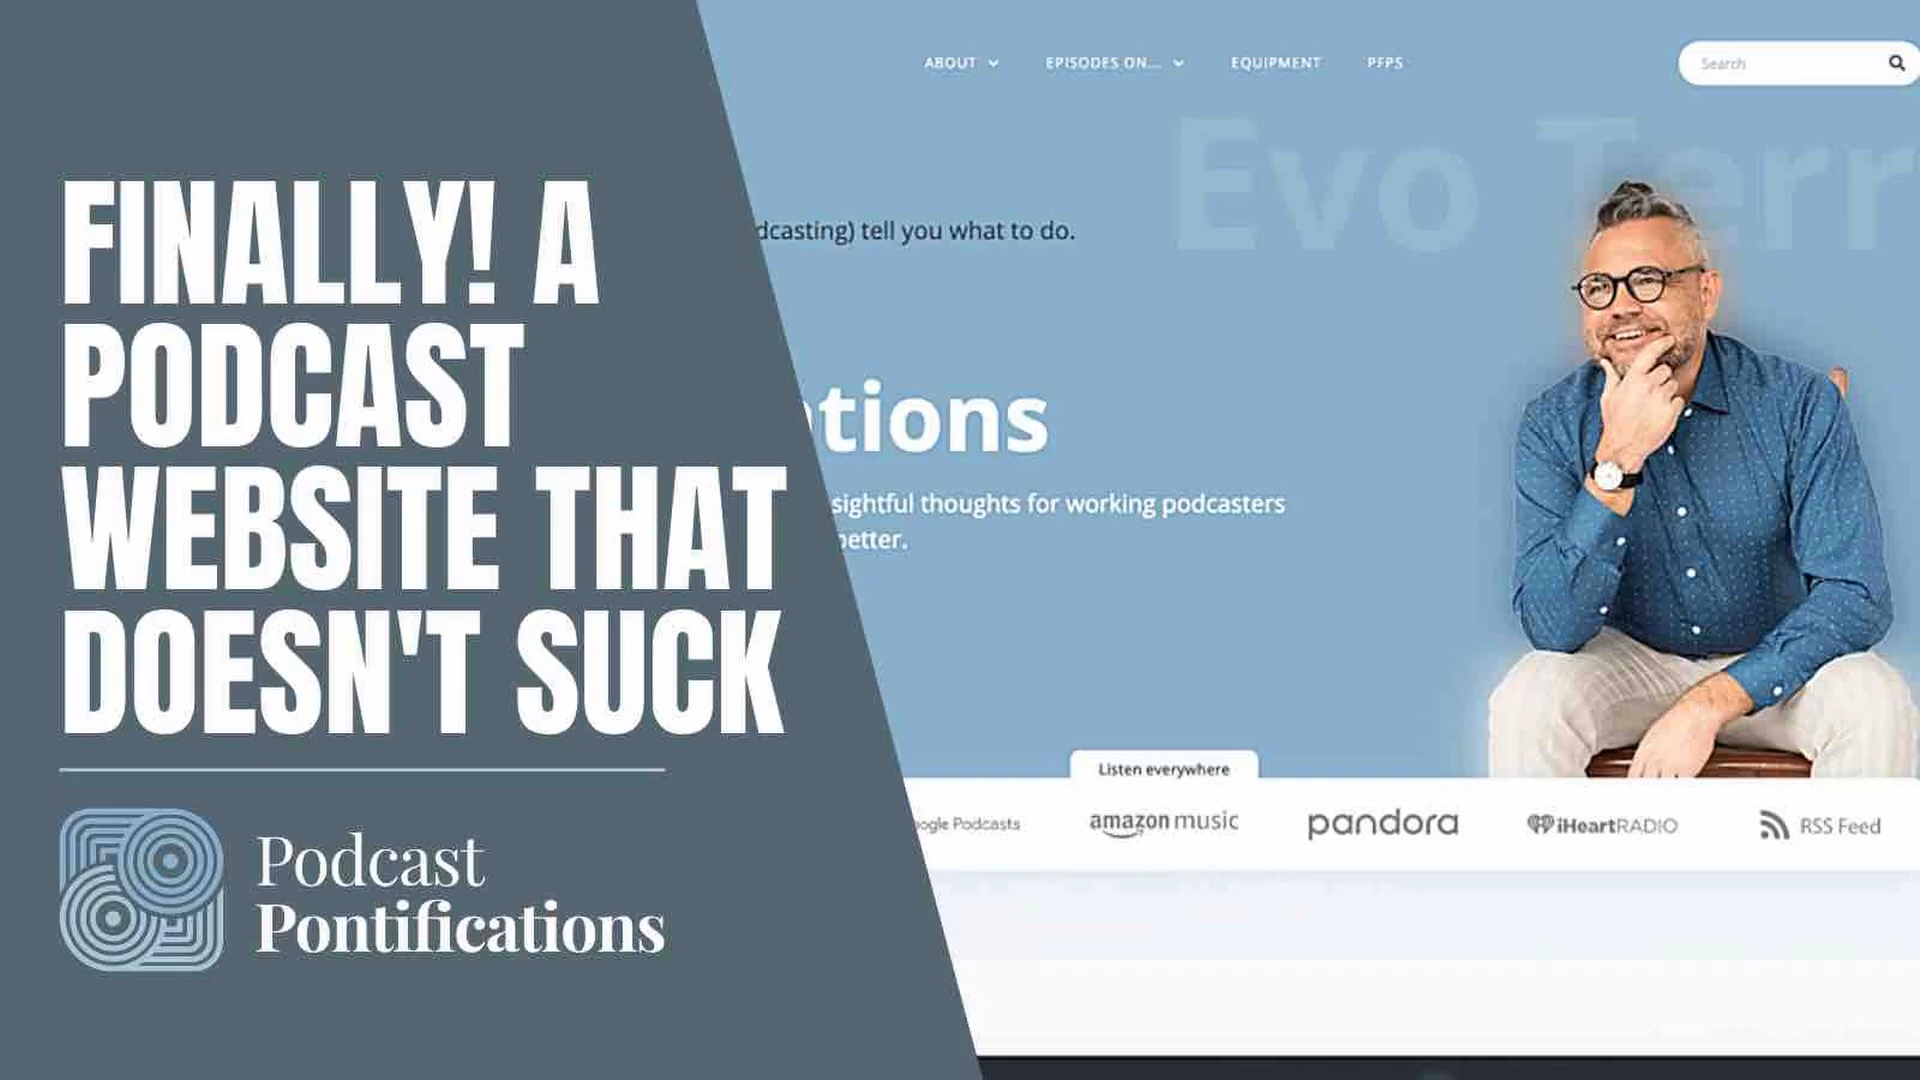 FINALLY! A
PODCAST
WEBSITE THAT
DOESN'T SUCK
Podcast
Pontifications
ABOUT
EPISODES ON...
EQUIPMENT
PFPS
Search
Evo Terr
dcasting) tell you what to do.
tions
sightful thoughts for working podcasters
better.
Listen everywhere
ogle Podcasts
amazon music
pandora
iHeartRADIO
RSS Feed